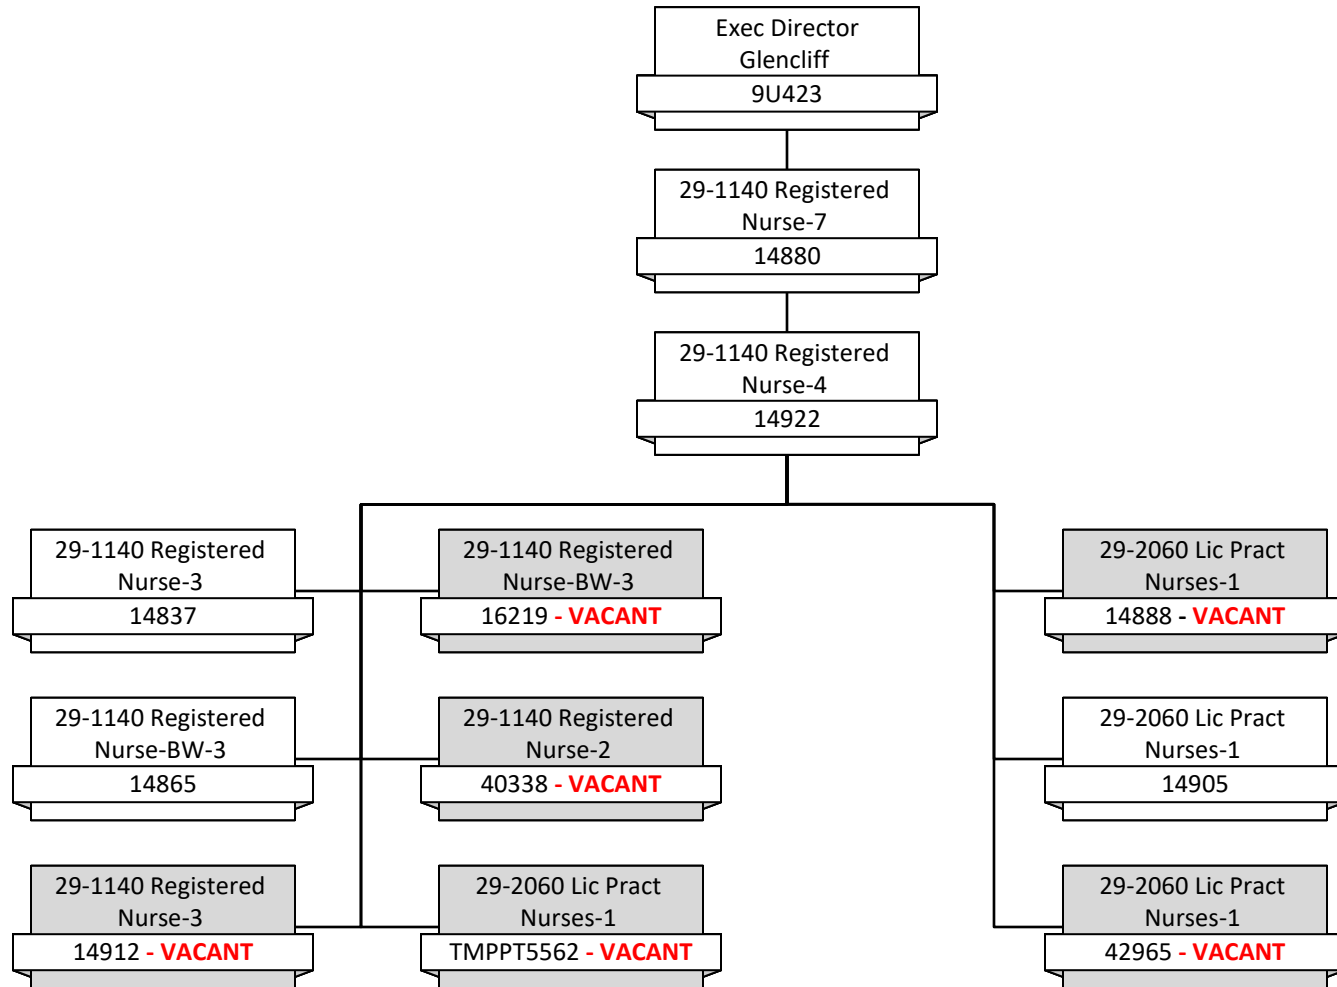 Exec Director
Glencliff
9U423
29-1140 Registered
Nurse-7
14880
29-1140 Registered
Nurse-4
14922
29-1140 Registered
Nurse-3
14837
29-1140 Registered
Nurse-BW-3
16219 - VACANT
29-2060 Lic Pract
Nurses-1
14888 - VACANT
29-1140 Registered
Nurse-BW-3
14865
29-1140 Registered
Nurse-2
40338 - VACANT
29-2060 Lic Pract
Nurses-1
14905
29-1140 Registered
Nurse-3
14912 - VACANT
29-2060 Lic Pract
Nurses-1
TMPPT5562 - VACANT
29-2060 Lic Pract
Nurses-1
42965 - VACANT